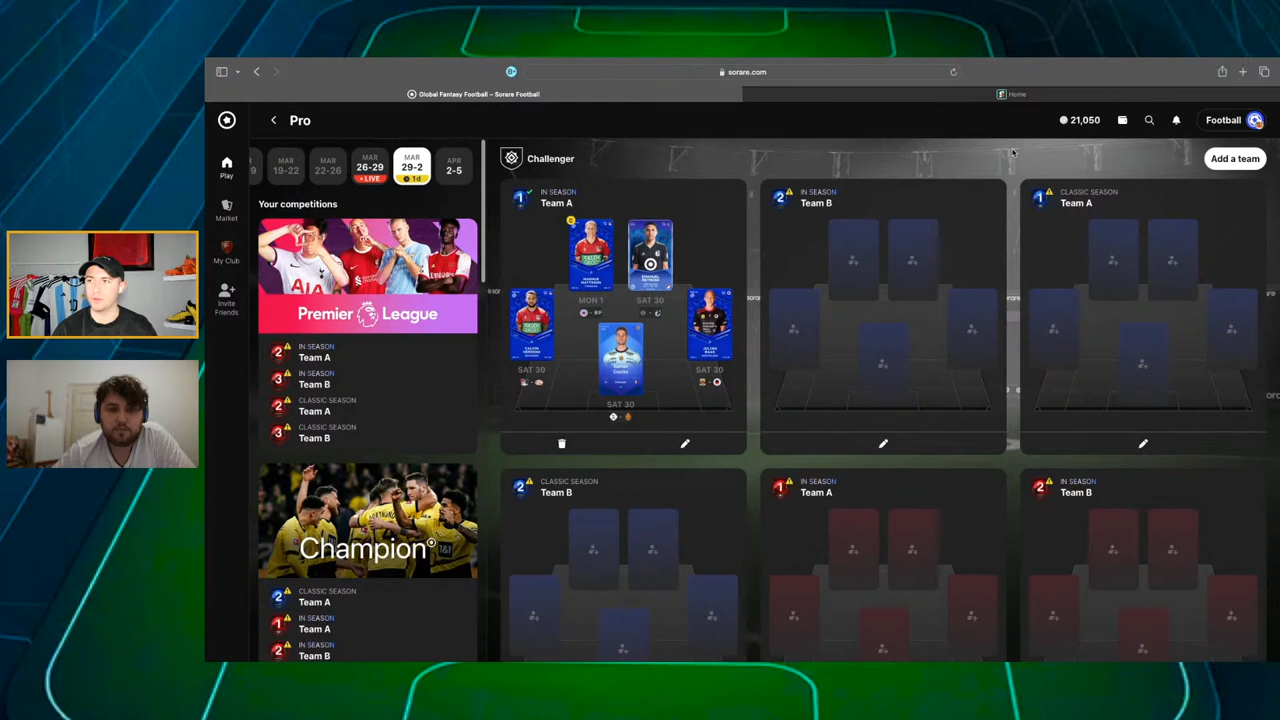 sorare.com
Global Fantasy Football – Sorare Football
Home
Pro
21,050
Football
Play
Market
My Club
Invite
Friends
MAR
19-22
MAR
22-26
MAR
26-29
• LIVE
MAR
29-2
1d
APR
2-5
Your competitions
Premier League
2
IN SEASON
Team A
3
IN SEASON
Team B
2
CLASSIC SEASON
Team A
3
CLASSIC SEASON
Team B
Champion
2
CLASSIC SEASON
Team A
1
IN SEASON
Team A
2
IN SEASON
Team B
Challenger
Add a team
1
IN SEASON
Team A
C
MON 1
SAT 30
SAT 30
SAT 30
SAT 30
2
IN SEASON
Team B
1
CLASSIC SEASON
Team A
2
CLASSIC SEASON
Team B
1
IN SEASON
Team A
2
IN SEASON
Team B